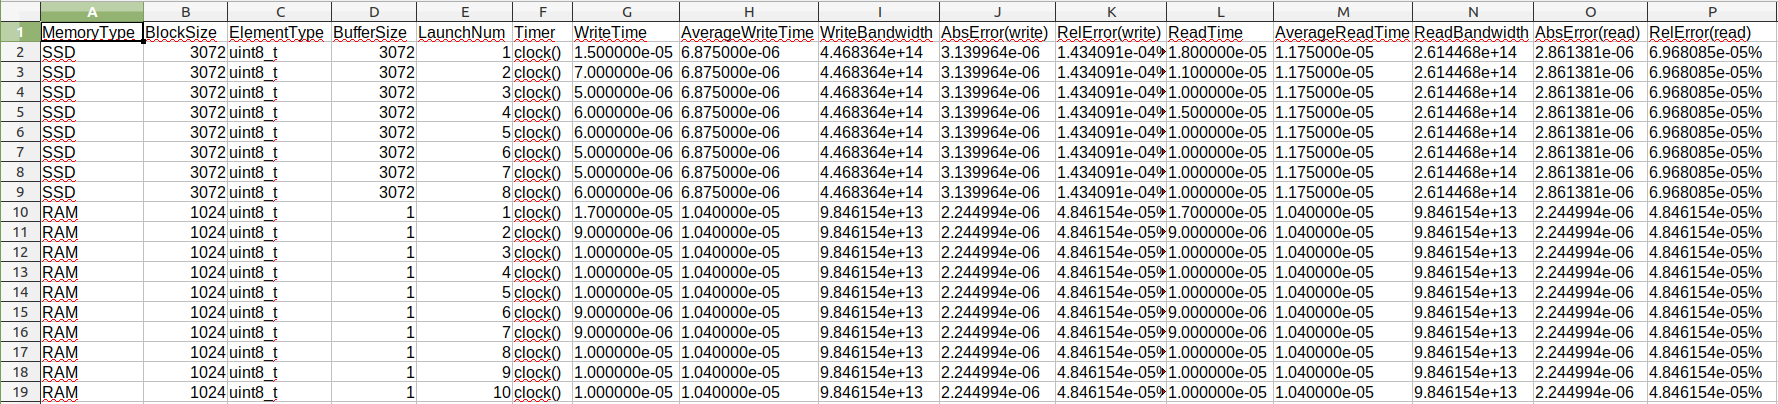 A B C D E F G H I J K L M N O P
1 MemoryType BlockSize ElementType BufferSize LaunchNum Timer WriteTime AverageWriteTime WriteBandwidth AbsError(write) RelError(write) ReadTime AverageReadTime ReadBandwidth AbsError(read) RelError(read)
2 SSD 3072 uint8_t 3072 1 clock() 1.500000e-05 6.875000e-06 4.468364e+14 3.139964e-06 1.434091e-04% 1.800000e-05 1.175000e-05 2.614468e+14 2.861381e-06 6.968085e-05%
3 SSD 3072 uint8_t 3072 2 clock() 7.000000e-06 6.875000e-06 4.468364e+14 3.139964e-06 1.434091e-04% 1.100000e-05 1.175000e-05 2.614468e+14 2.861381e-06 6.968085e-05%
4 SSD 3072 uint8_t 3072 3 clock() 5.000000e-06 6.875000e-06 4.468364e+14 3.139964e-06 1.434091e-04% 1.000000e-05 1.175000e-05 2.614468e+14 2.861381e-06 6.968085e-05%
5 SSD 3072 uint8_t 3072 4 clock() 6.000000e-06 6.875000e-06 4.468364e+14 3.139964e-06 1.434091e-04% 1.500000e-05 1.175000e-05 2.614468e+14 2.861381e-06 6.968085e-05%
6 SSD 3072 uint8_t 3072 5 clock() 6.000000e-06 6.875000e-06 4.468364e+14 3.139964e-06 1.434091e-04% 1.000000e-05 1.175000e-05 2.614468e+14 2.861381e-06 6.968085e-05%
7 SSD 3072 uint8_t 3072 6 clock() 5.000000e-06 6.875000e-06 4.468364e+14 3.139964e-06 1.434091e-04% 1.000000e-05 1.175000e-05 2.614468e+14 2.861381e-06 6.968085e-05%
8 SSD 3072 uint8_t 3072 7 clock() 5.000000e-06 6.875000e-06 4.468364e+14 3.139964e-06 1.434091e-04% 1.000000e-05 1.175000e-05 2.614468e+14 2.861381e-06 6.968085e-05%
9 SSD 3072 uint8_t 3072 8 clock() 6.000000e-06 6.875000e-06 4.468364e+14 3.139964e-06 1.434091e-04% 1.000000e-05 1.175000e-05 2.614468e+14 2.861381e-06 6.968085e-05%
10 RAM 1024 uint8_t 1 1 clock() 1.700000e-05 1.040000e-05 9.846154e+13 2.244994e-06 4.846154e-05% 1.700000e-05 1.040000e-05 9.846154e+13 2.244994e-06 4.846154e-05%
11 RAM 1024 uint8_t 1 2 clock() 9.000000e-06 1.040000e-05 9.846154e+13 2.244994e-06 4.846154e-05% 9.000000e-06 1.040000e-05 9.846154e+13 2.244994e-06 4.846154e-05%
12 RAM 1024 uint8_t 1 3 clock() 1.000000e-05 1.040000e-05 9.846154e+13 2.244994e-06 4.846154e-05% 1.000000e-05 1.040000e-05 9.846154e+13 2.244994e-06 4.846154e-05%
13 RAM 1024 uint8_t 1 4 clock() 1.000000e-05 1.040000e-05 9.846154e+13 2.244994e-06 4.846154e-05% 1.000000e-05 1.040000e-05 9.846154e+13 2.244994e-06 4.846154e-05%
14 RAM 1024 uint8_t 1 5 clock() 1.000000e-05 1.040000e-05 9.846154e+13 2.244994e-06 4.846154e-05% 1.000000e-05 1.040000e-05 9.846154e+13 2.244994e-06 4.846154e-05%
15 RAM 1024 uint8_t 1 6 clock() 9.000000e-06 1.040000e-05 9.846154e+13 2.244994e-06 4.846154e-05% 9.000000e-06 1.040000e-05 9.846154e+13 2.244994e-06 4.846154e-05%
16 RAM 1024 uint8_t 1 7 clock() 9.000000e-06 1.040000e-05 9.846154e+13 2.244994e-06 4.846154e-05% 9.000000e-06 1.040000e-05 9.846154e+13 2.244994e-06 4.846154e-05%
17 RAM 1024 uint8_t 1 8 clock() 1.000000e-05 1.040000e-05 9.846154e+13 2.244994e-06 4.846154e-05% 1.000000e-05 1.040000e-05 9.846154e+13 2.244994e-06 4.846154e-05%
18 RAM 1024 uint8_t 1 9 clock() 1.000000e-05 1.040000e-05 9.846154e+13 2.244994e-06 4.846154e-05% 1.000000e-05 1.040000e-05 9.846154e+13 2.244994e-06 4.846154e-05%
19 RAM 1024 uint8_t 1 10 clock() 1.000000e-05 1.040000e-05 9.846154e+13 2.244994e-06 4.846154e-05% 1.000000e-05 1.040000e-05 9.846154e+13 2.244994e-06 4.846154e-05%